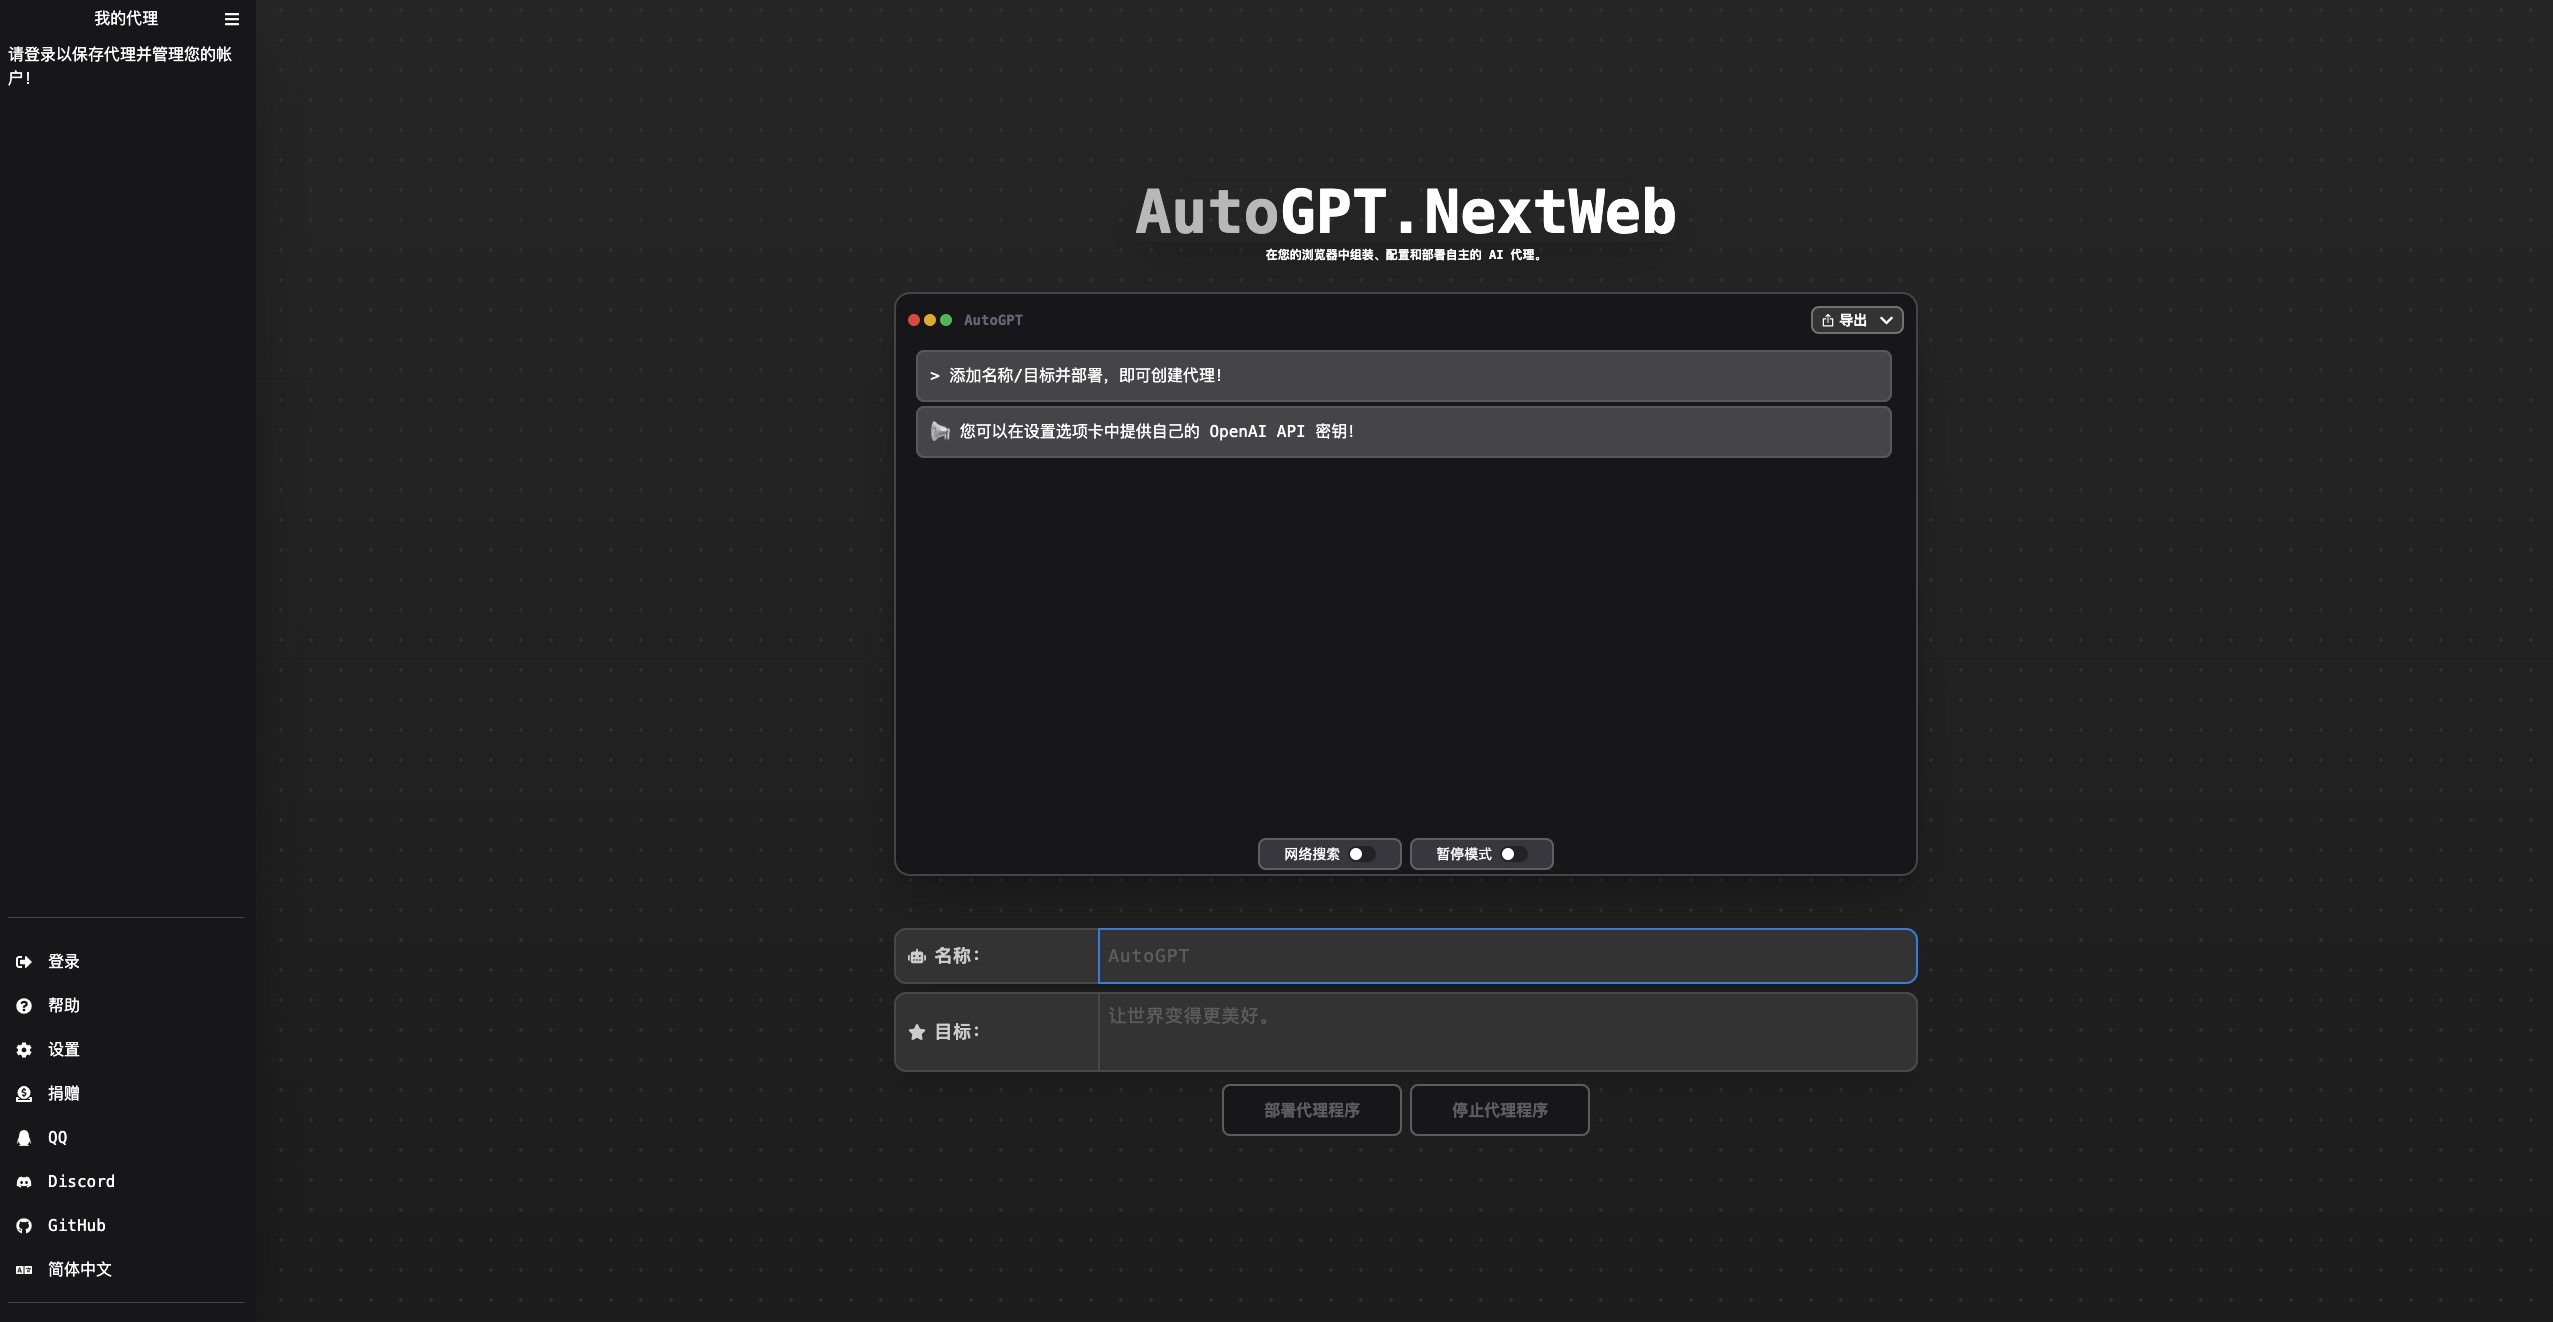 我的代理
请登录以保存代理并管理您的帐
户!
登录
帮助
设置
捐赠
QQ
Discord
GitHub
简体中文
AutoGPT.NextWeb
在您的浏览器中组装、配置和部署自主的 AI 代理。
AutoGPT
导出
> 添加名称/目标并部署，即可创建代理!
您可以在设置选项卡中提供自己的 OpenAI API 密钥!
网络搜索
暂停模式
名称:
AutoGPT
目标:
让世界变得更美好。
部署代理程序
停止代理程序